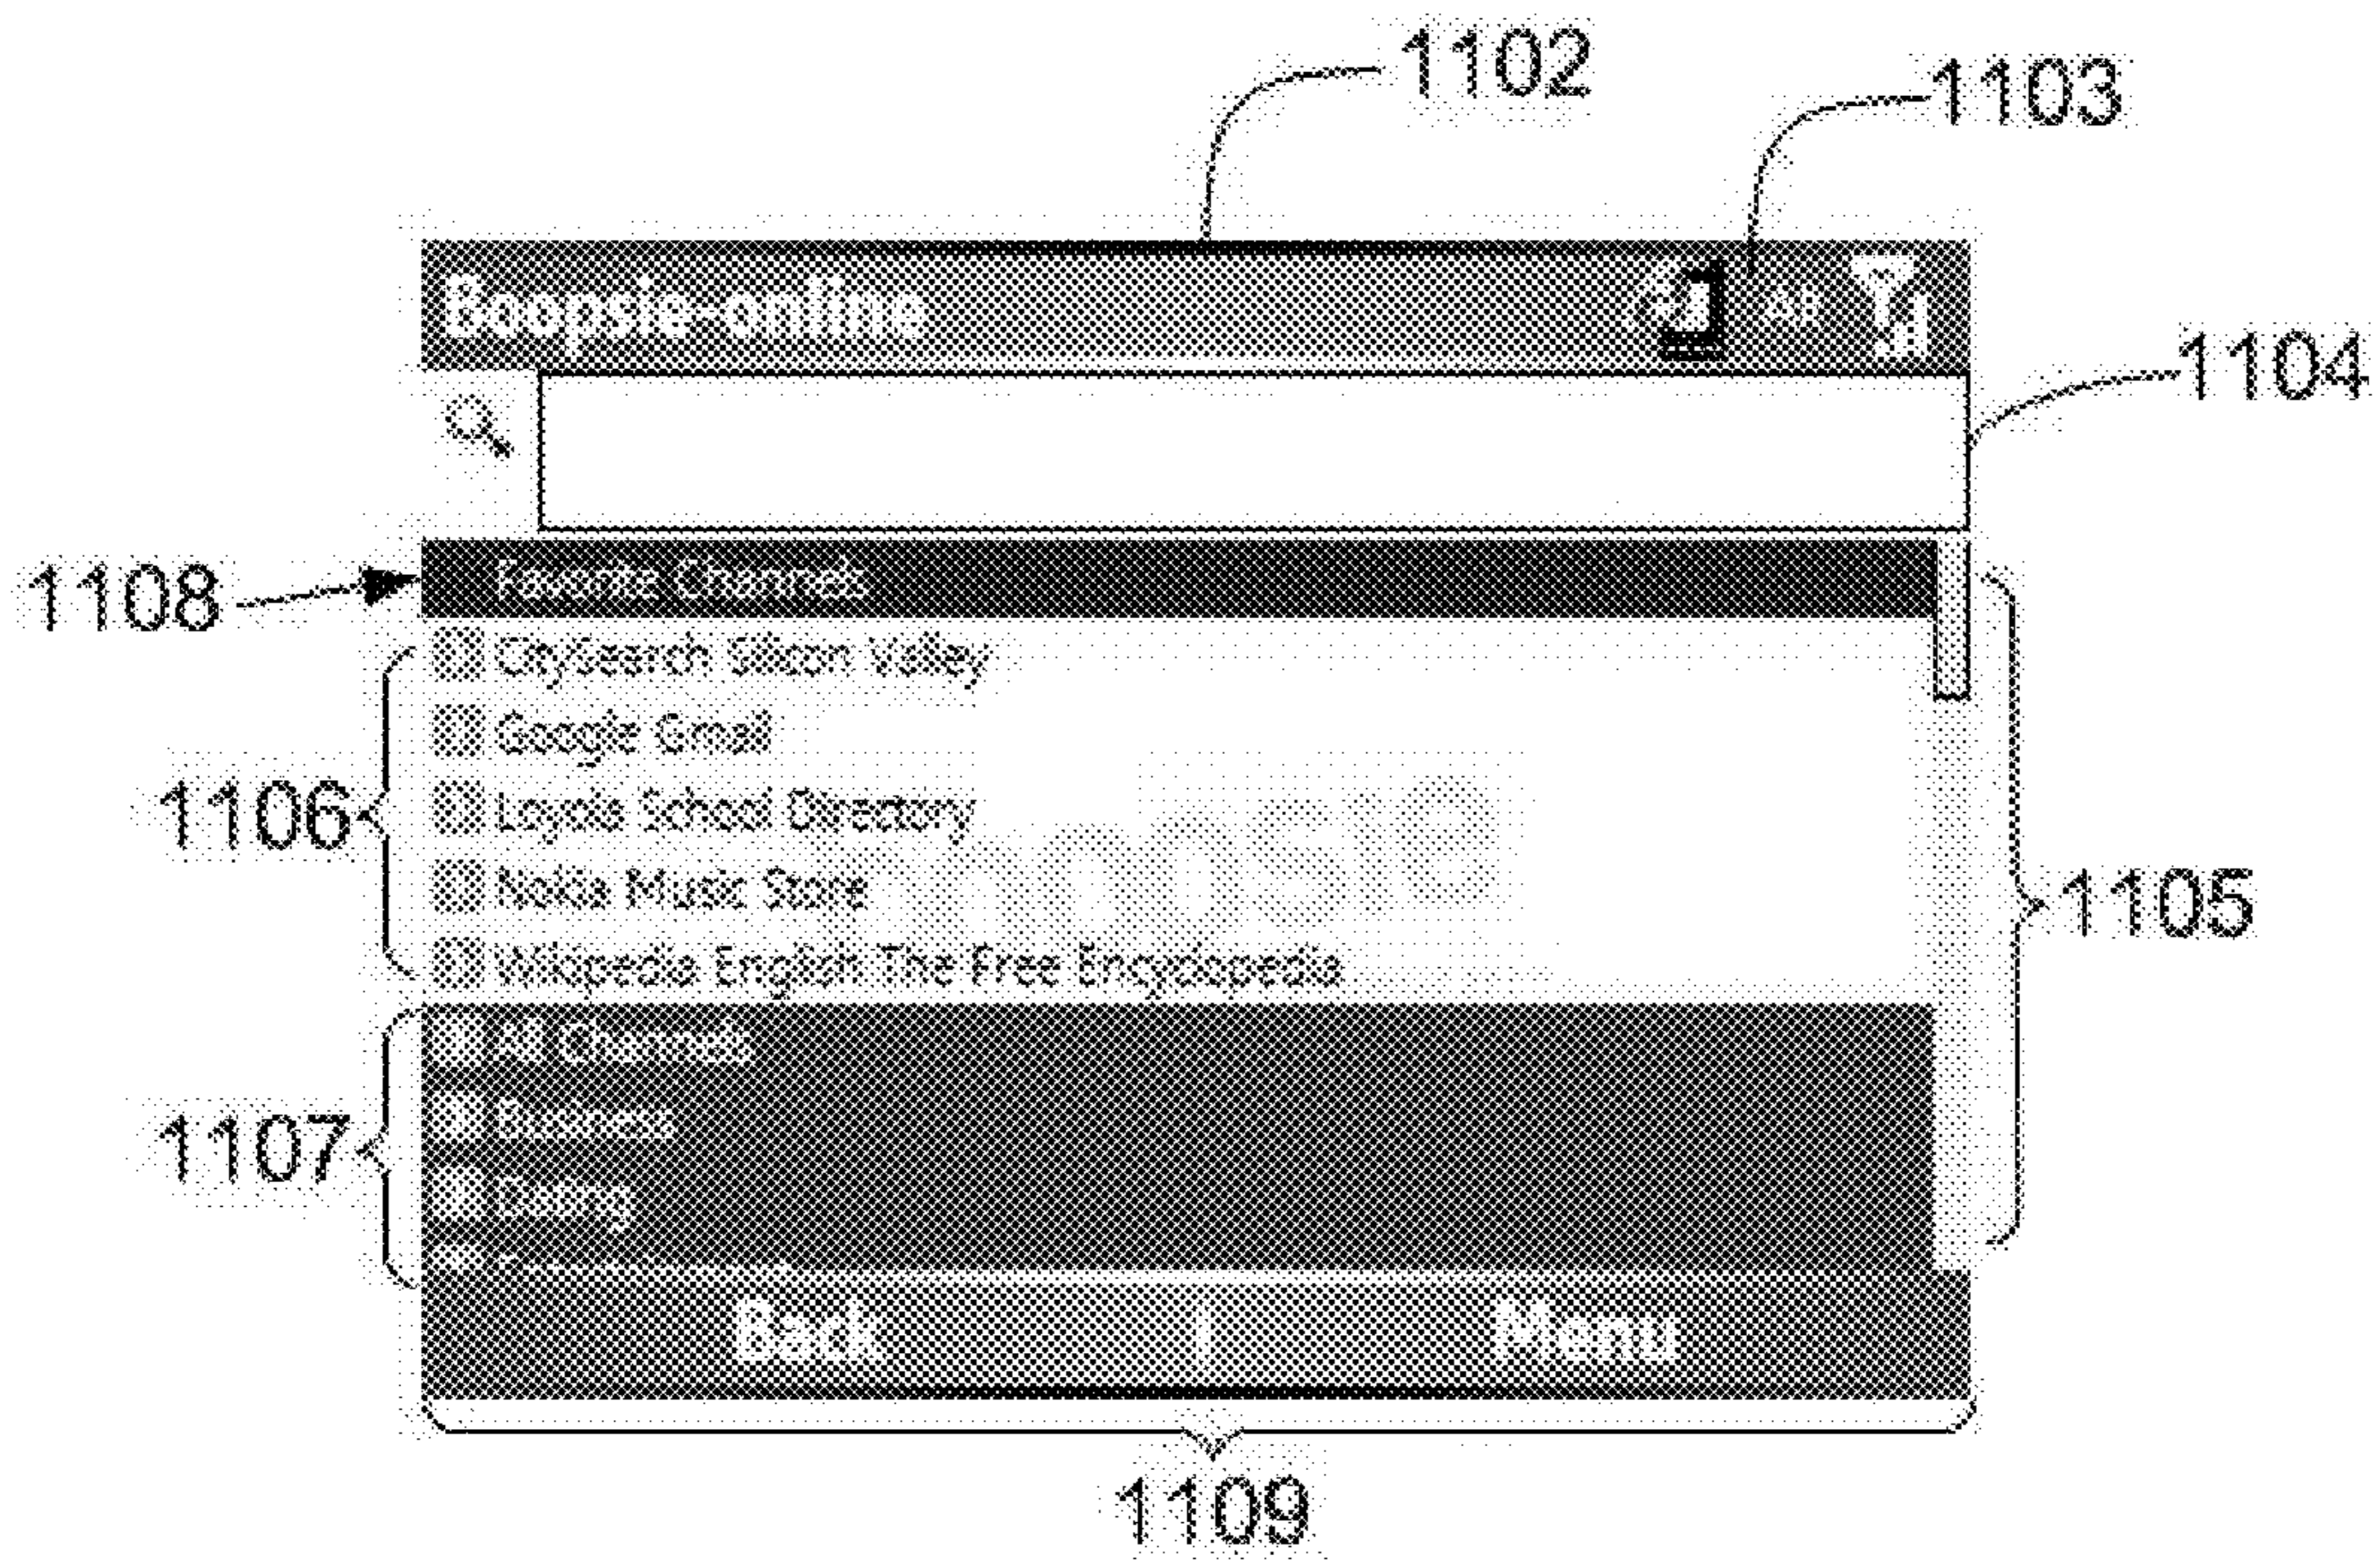 1102
1103
Boopsie-online
1104
1108
Favorite Channels
CitySearch Silicon Valley
Google Gmail
1106
Loyola School Directory
Nokia Music Store
1105
Wikipedia English The Free Encyclopedia
All Channels
Business
1107
Dating
Back | Menu
1109
boopsie